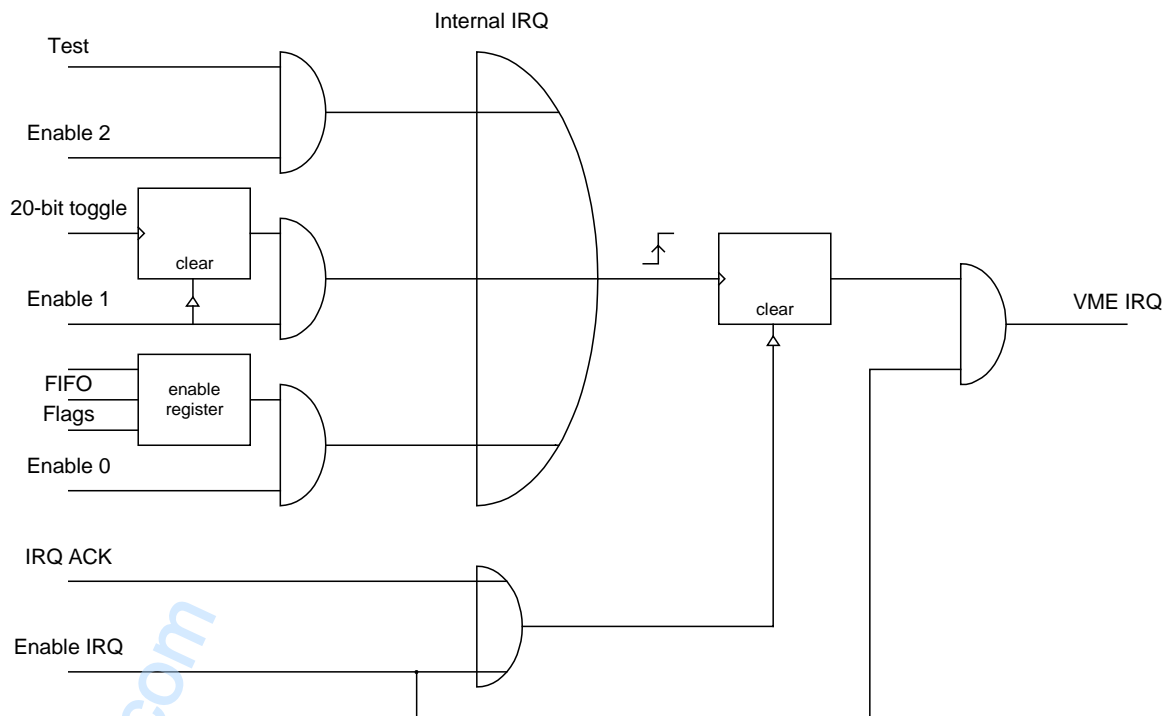 Internal IRQ
Test
Enable 2
20-bit toggle
clear
Enable 1
clear
VME IRQ
FIFO
Flags
enable
register
Enable 0
IRQ ACK
Enable IRQ
.com